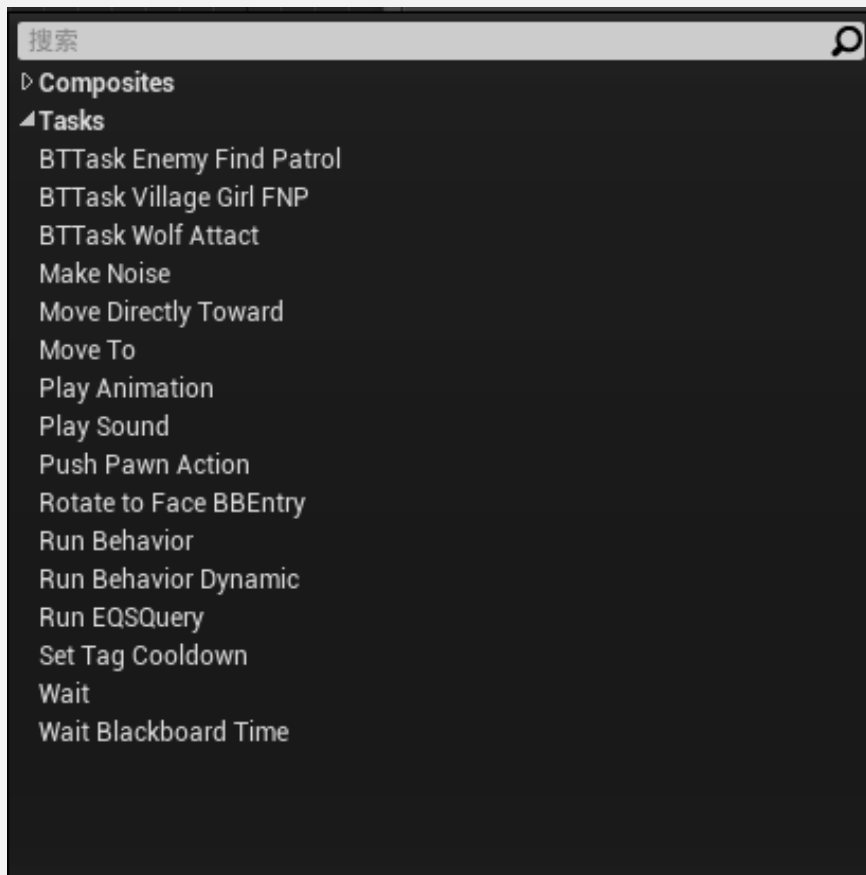 搜索
Composites
Tasks
BTTask Enemy Find Patrol
BTTask Village Girl FNP
BTTask Wolf Attact
Make Noise
Move Directly Toward
Move To
Play Animation
Play Sound
Push Pawn Action
Rotate to Face BBEntry
Run Behavior
Run Behavior Dynamic
Run EQSQuery
Set Tag Cooldown
Wait
Wait Blackboard Time